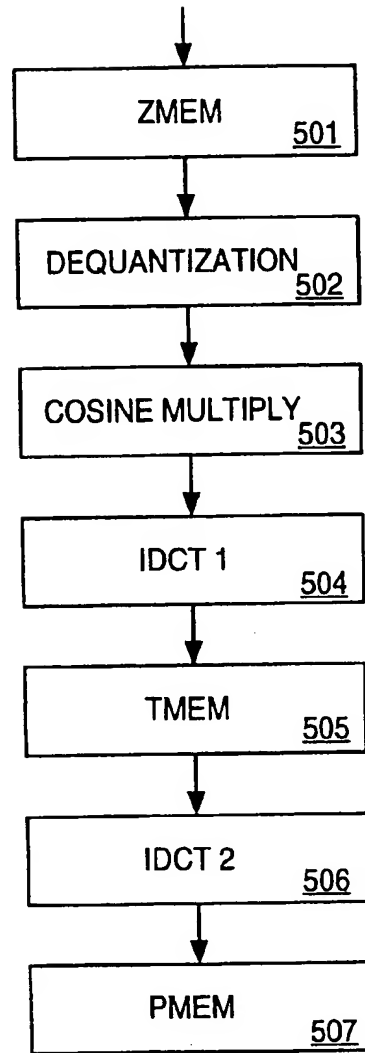 ZMEM
501
DEQUANTIZATION
502
COSINE MULTIPLY
503
IDCT 1
504
TMEM
505
IDCT 2
506
PMEM
507